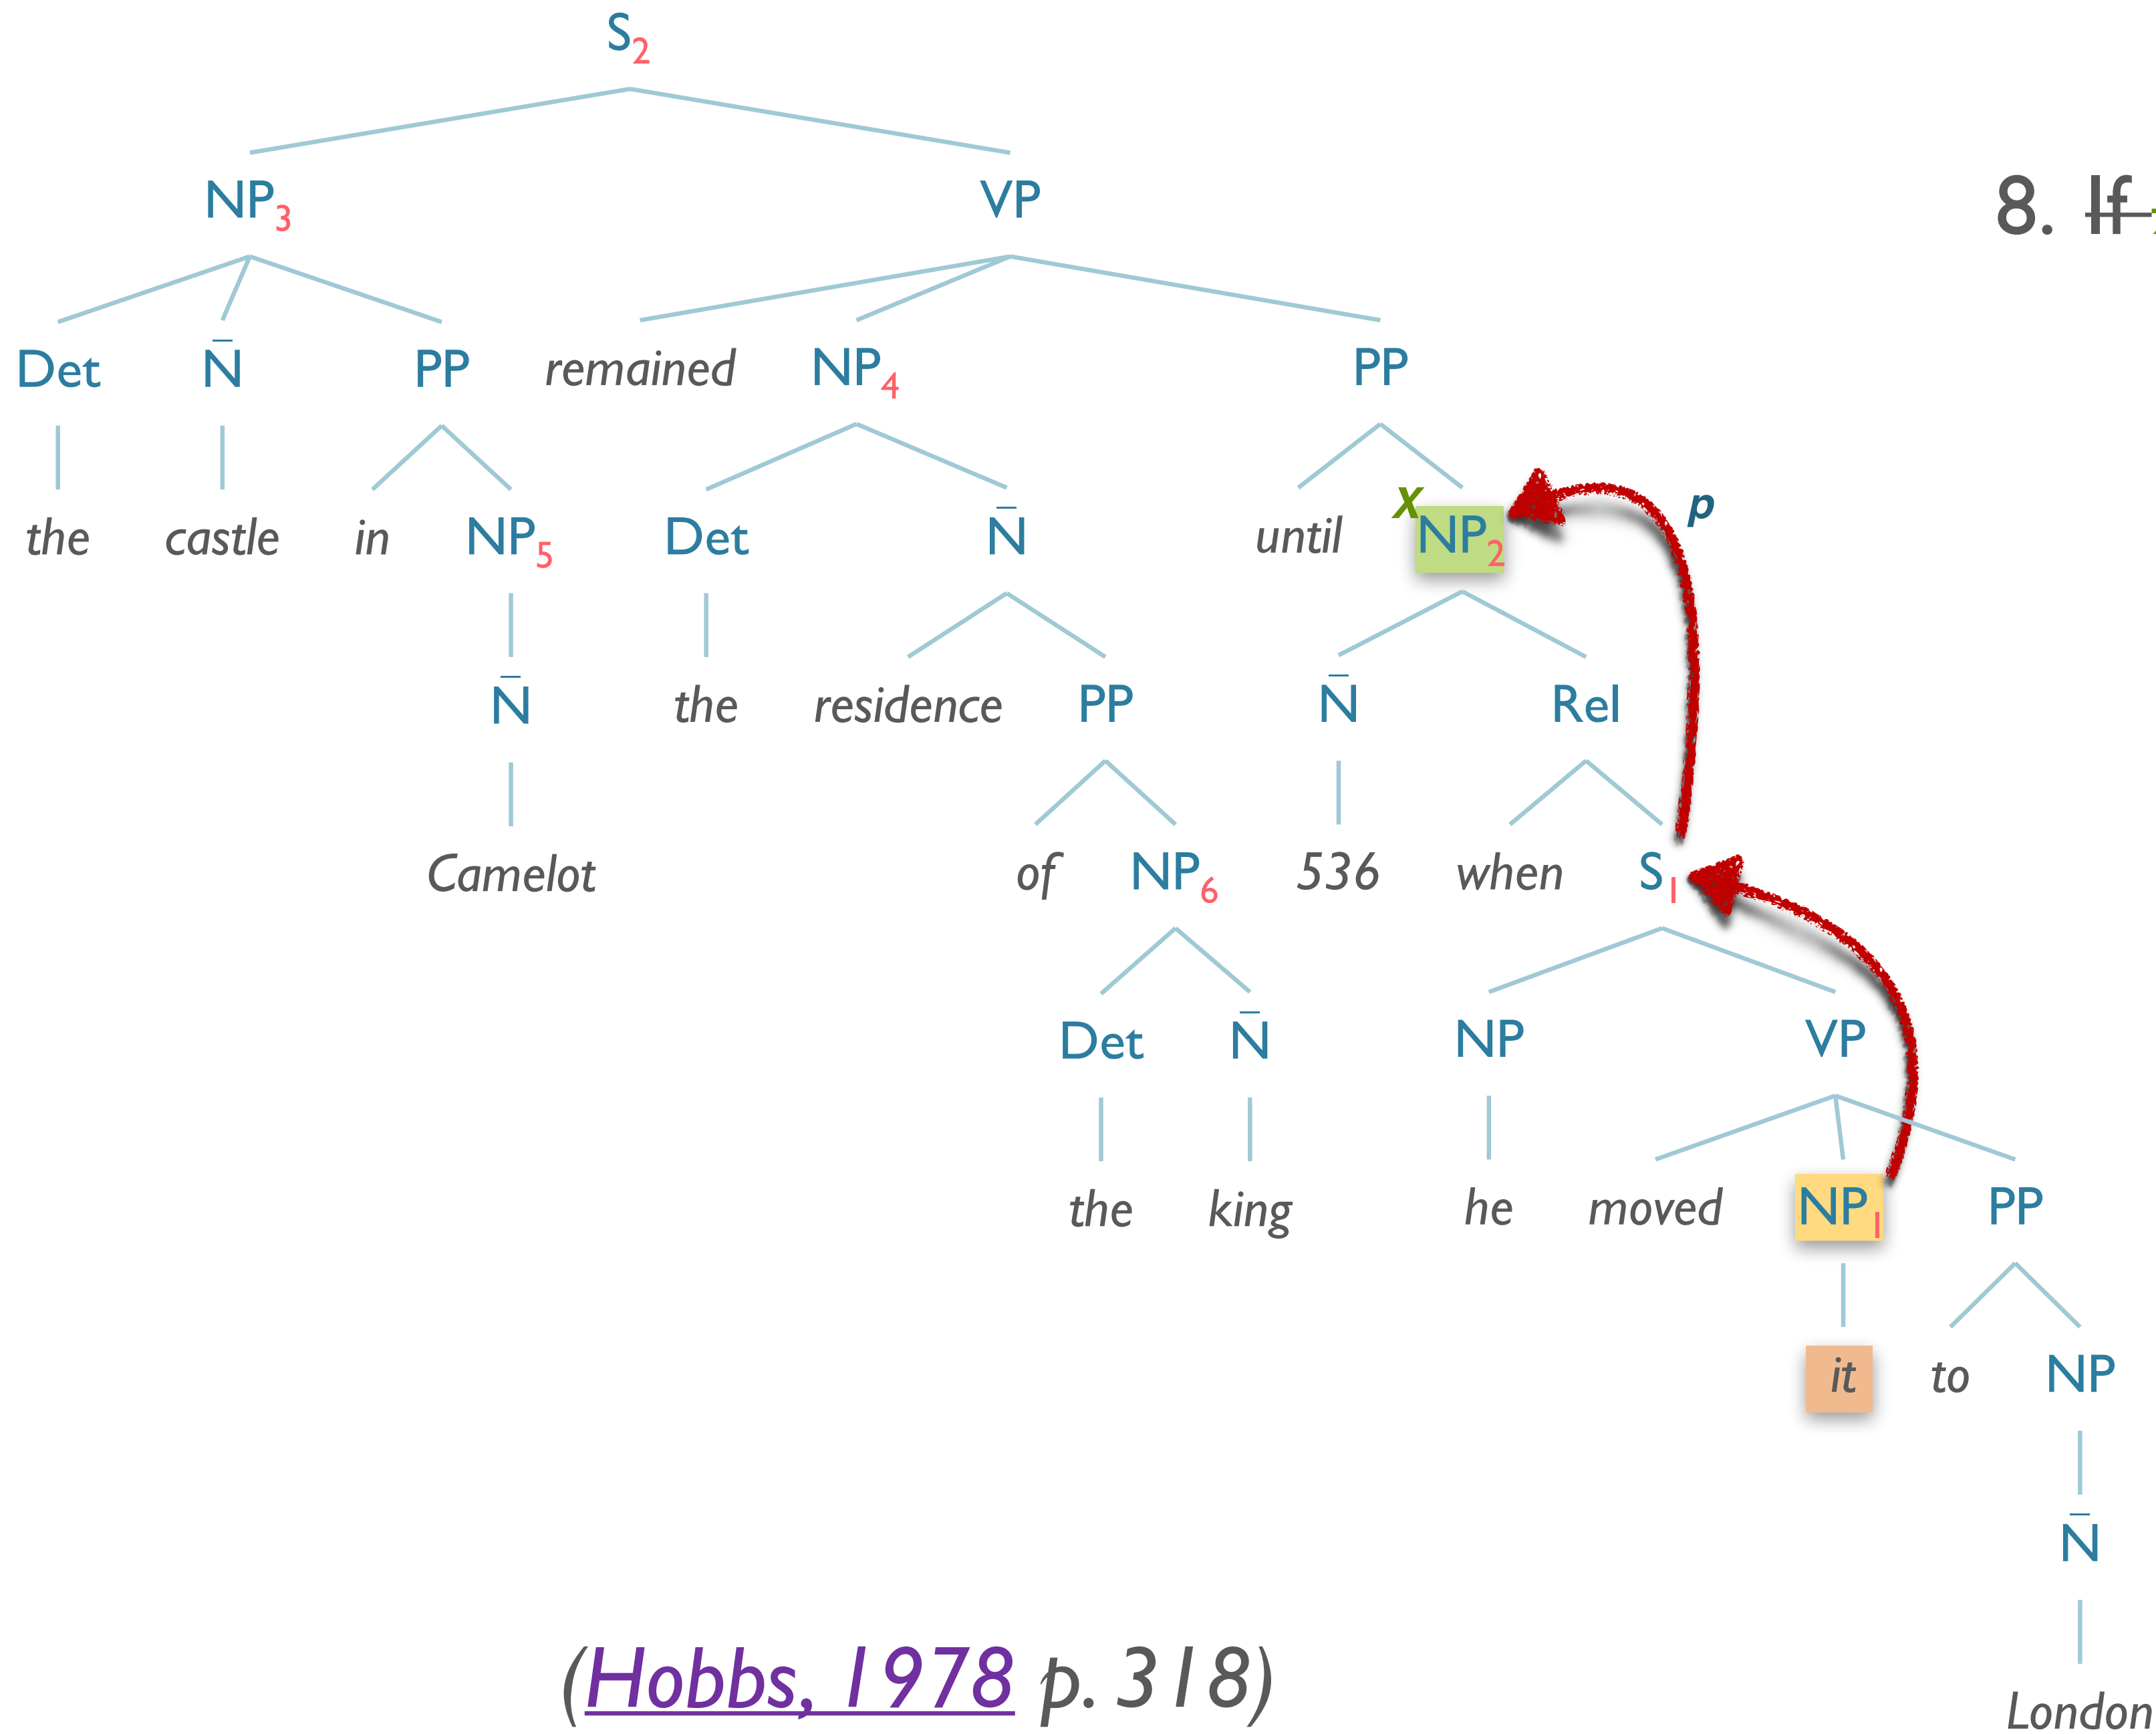 S2
NP3 VP
8. If
Det N̄ PP remained NP4 PP
the castle in NP5 Det N̄ until x NP2 p
N̄ the residence PP N̄ Rel
Camelot of NP6 536 when S1
Det N̄ NP VP
the king he moved NP1 PP
it to NP
N̄
(Hobbs, 1978 p. 318)
London